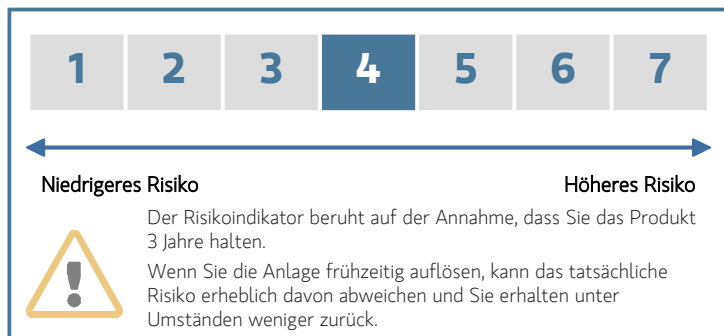 1 2 3 4 5 6 7
Niedrigeres Risiko Höheres Risiko
Der Risikoindikator beruht auf der Annahme, dass Sie das Produkt
3 Jahre halten.
Wenn Sie die Anlage frühzeitig auflösen, kann das tatsächliche
Risiko erheblich davon abweichen und Sie erhalten unter
Umständen weniger zurück.